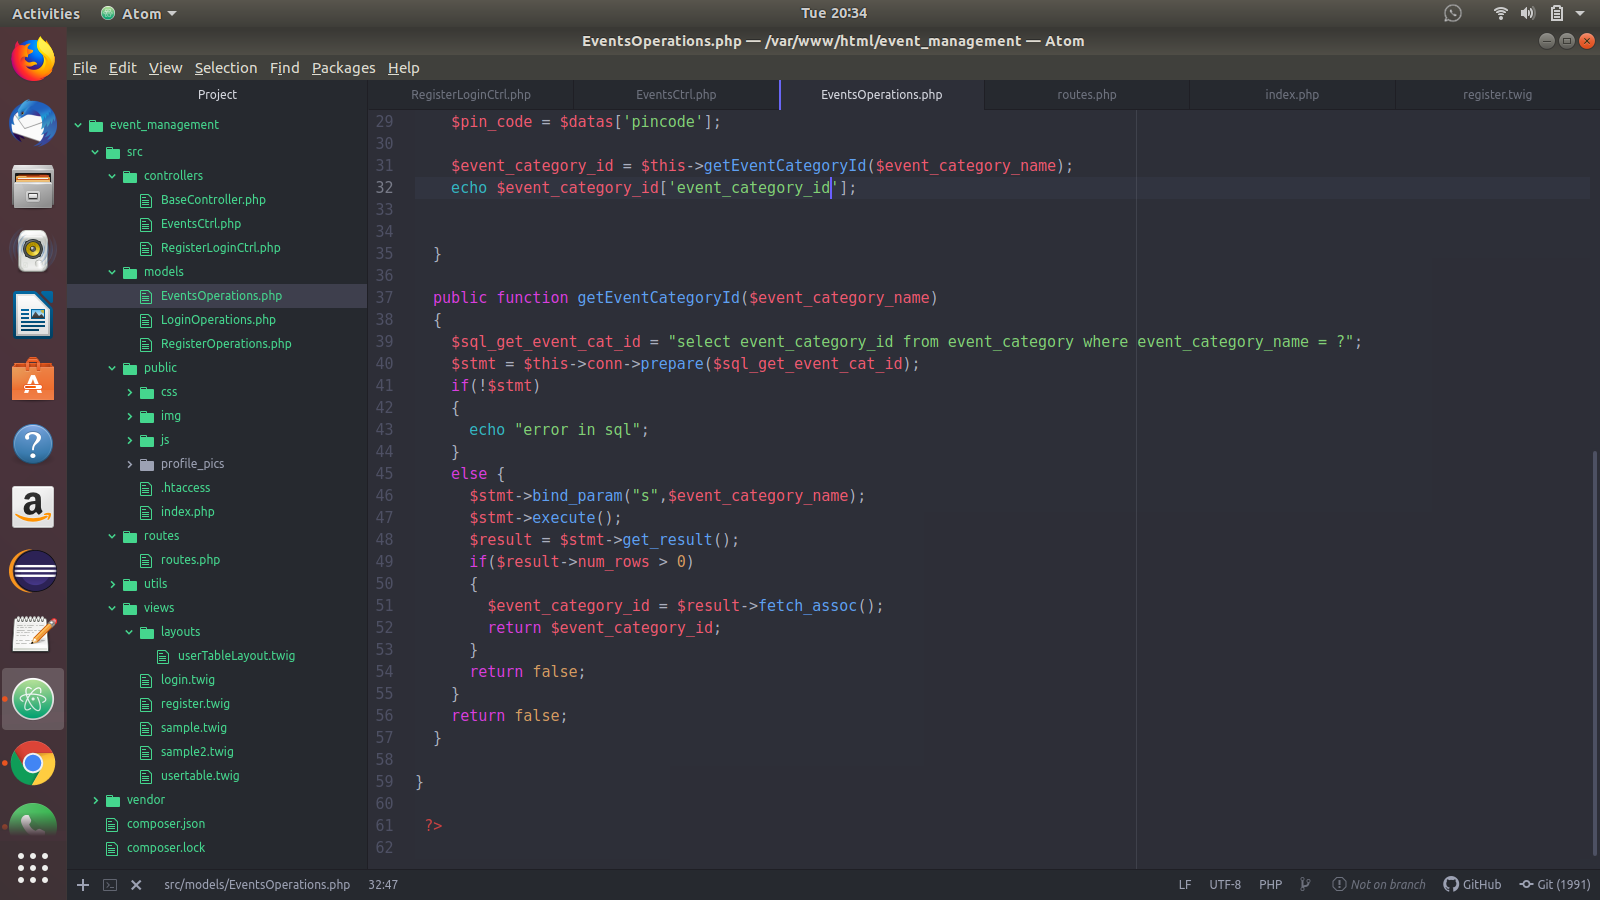 Activities
Atom
Tue 20:34
EventsOperations.php — /var/www/html/event_management — Atom
File Edit View Selection Find Packages Help
Project
RegisterLoginCtrl.php
EventsCtrl.php
EventsOperations.php
routes.php
index.php
register.twig
event_management
src
controllers
BaseController.php
EventsCtrl.php
RegisterLoginCtrl.php
models
EventsOperations.php
LoginOperations.php
RegisterOperations.php
public
css
img
js
profile_pics
.htaccess
index.php
routes
routes.php
utils
views
layouts
userTableLayout.twig
login.twig
register.twig
sample.twig
sample2.twig
usertable.twig
vendor
composer.json
composer.lock
29 $pin_code = $datas['pincode'];
30
31 $event_category_id = $this->getEventCategoryId($event_category_name);
32 echo $event_category_id['event_category_id'];
33
34
35 }
36
37 public function getEventCategoryId($event_category_name)
38 {
39 $sql_get_event_cat_id = "select event_category_id from event_category where event_category_name = ?";
40 $stmt = $this->conn->prepare($sql_get_event_cat_id);
41 if(!$stmt)
42 {
43 echo "error in sql";
44 }
45 else {
46 $stmt->bind_param("s",$event_category_name);
47 $stmt->execute();
48 $result = $stmt->get_result();
49 if($result->num_rows > 0)
50 {
51 $event_category_id = $result->fetch_assoc();
52 return $event_category_id;
53 }
54 return false;
55 }
56 return false;
57 }
58
59 }
60
61 ?>
62
src/models/EventsOperations.php 32:47
LF UTF-8 PHP Not on branch GitHub Git (1991)